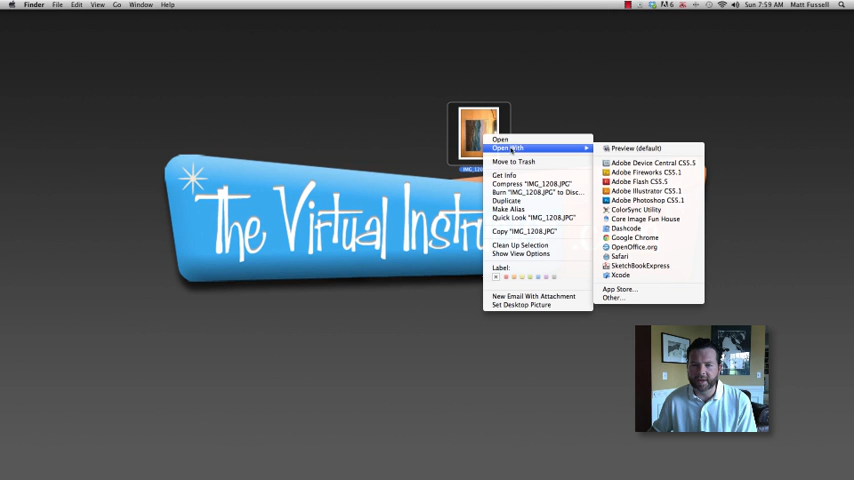 Finder File Edit View Go Window Help
6
Sun 7:59 AM Matt Fussell
IMG_120
The Virtual Instru
Open
Open With
Move to Trash
Get Info
Compress "IMG_1208.JPG"
Burn "IMG_1208.JPG" to Disc...
Duplicate
Make Alias
Quick Look "IMG_1208.JPG"
Copy "IMG_1208.JPG"
Clean Up Selection
Show View Options
Label:
New Email With Attachment
Set Desktop Picture
Preview (default)
Adobe Device Central CS5.5
Adobe Fireworks CS5.1
Adobe Flash CS5.5
Adobe Illustrator CS5.1
Adobe Photoshop CS5.1
ColorSync Utility
Core Image Fun House
Dashcode
Google Chrome
OpenOffice.org
Safari
SketchBookExpress
Xcode
App Store...
Other...